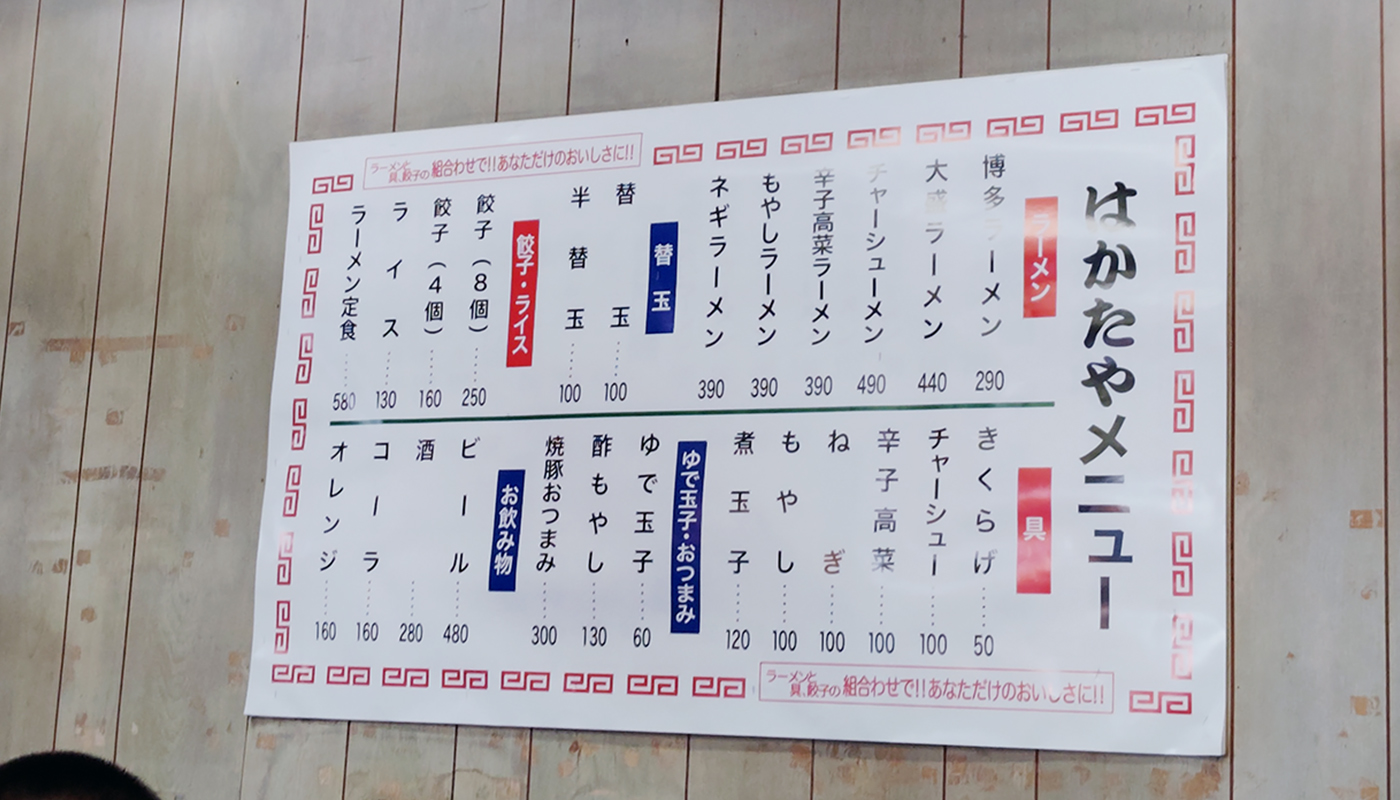 はかたやメニュー
ラーメン
博多ラーメン 290
大盛ラーメン 440
チャーシューメン 490
辛子高菜ラーメン 390
もやしラーメン 390
ネギラーメン 390
替玉
替玉……100
半替玉……100
餃子・ライス
餃子(8個)……250
餃子(4個)……160
ライス……130
ラーメン定食……580
ラーメンと具、餃子の組合わせで!!あなただけのおいしさに!!
具
きくらげ……50
チャーシュー……100
辛子高菜……100
ねぎ……100
もやし……100
煮玉子……120
ゆで玉子・おつまみ
ゆで玉子……60
酢もやし……130
焼豚おつまみ……300
お飲み物
ビール……480
酒……280
コーラ……160
オレンジ……160
ラーメンと具、餃子の組合わせで!!あなただけのおいしさに!!